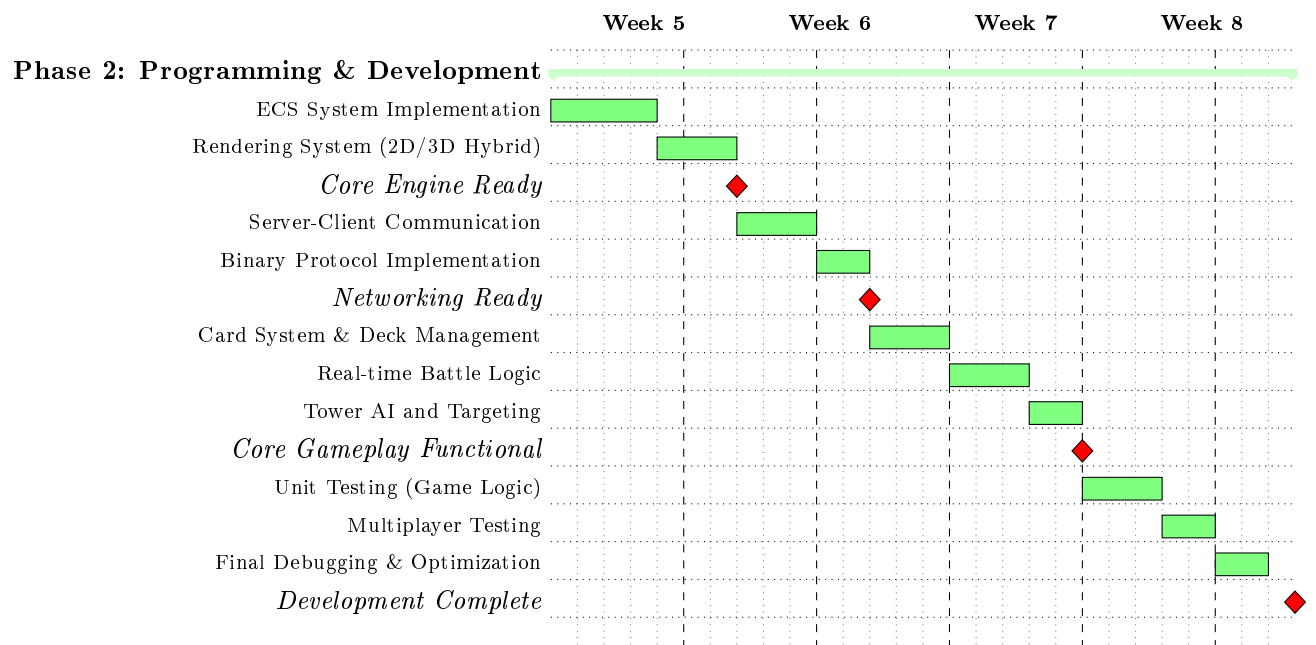 Week 5 Week 6 Week 7 Week 8
Phase 2: Programming & Development
ECS System Implementation
Rendering System (2D/3D Hybrid)
Core Engine Ready
Server-Client Communication
Binary Protocol Implementation
Networking Ready
Card System & Deck Management
Real-time Battle Logic
Tower AI and Targeting
Core Gameplay Functional
Unit Testing (Game Logic)
Multiplayer Testing
Final Debugging & Optimization
Development Complete